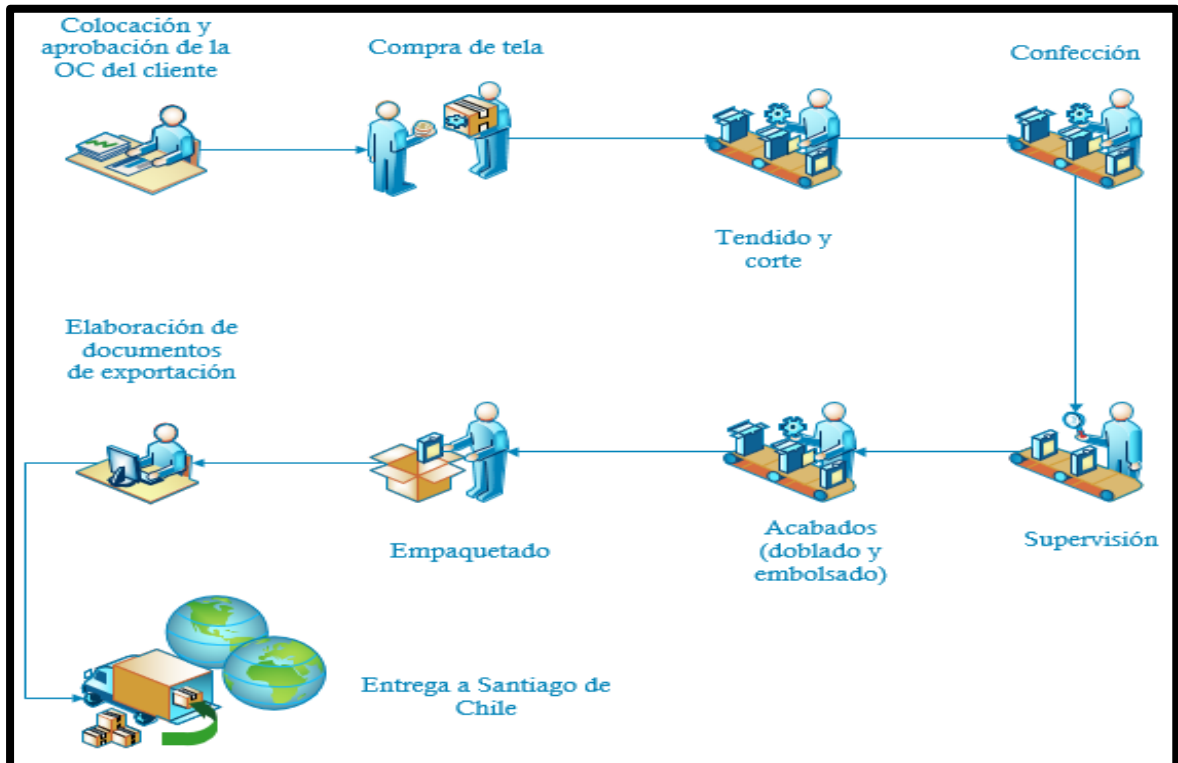 Colocación y
aprobación de la
OC del cliente
Compra de tela
Tendido y
corte
Confección
Supervisión
Acabados
(doblado y
embolsado)
Empaquetado
Elaboración de
documentos
de exportación
Entrega a Santiago de
Chile